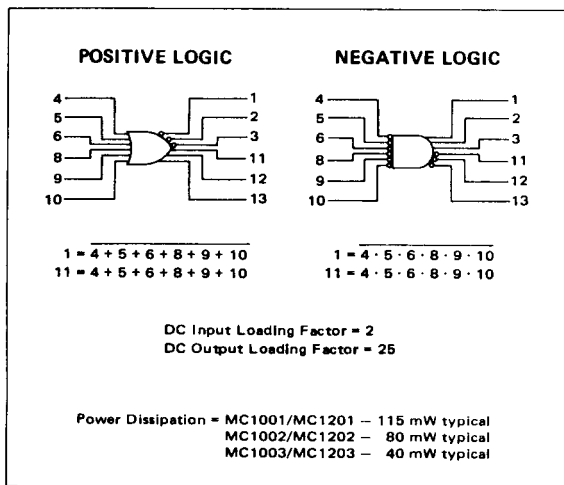 POSITIVE LOGIC
4
5
6
8
9
10
1
2
3
11
12
13
1 = 4 + 5 + 6 + 8 + 9 + 10
11 = 4 + 5 + 6 + 8 + 9 + 10
NEGATIVE LOGIC
4
5
6
8
9
10
1
2
3
11
12
13
1 = 4 · 5 · 6 · 8 · 9 · 10
11 = 4 · 5 · 6 · 8 · 9 · 10
DC Input Loading Factor = 2
DC Output Loading Factor = 25
Power Dissipation = MC1001/MC1201 — 115 mW typical
MC1002/MC1202 — 80 mW typical
MC1003/MC1203 — 40 mW typical